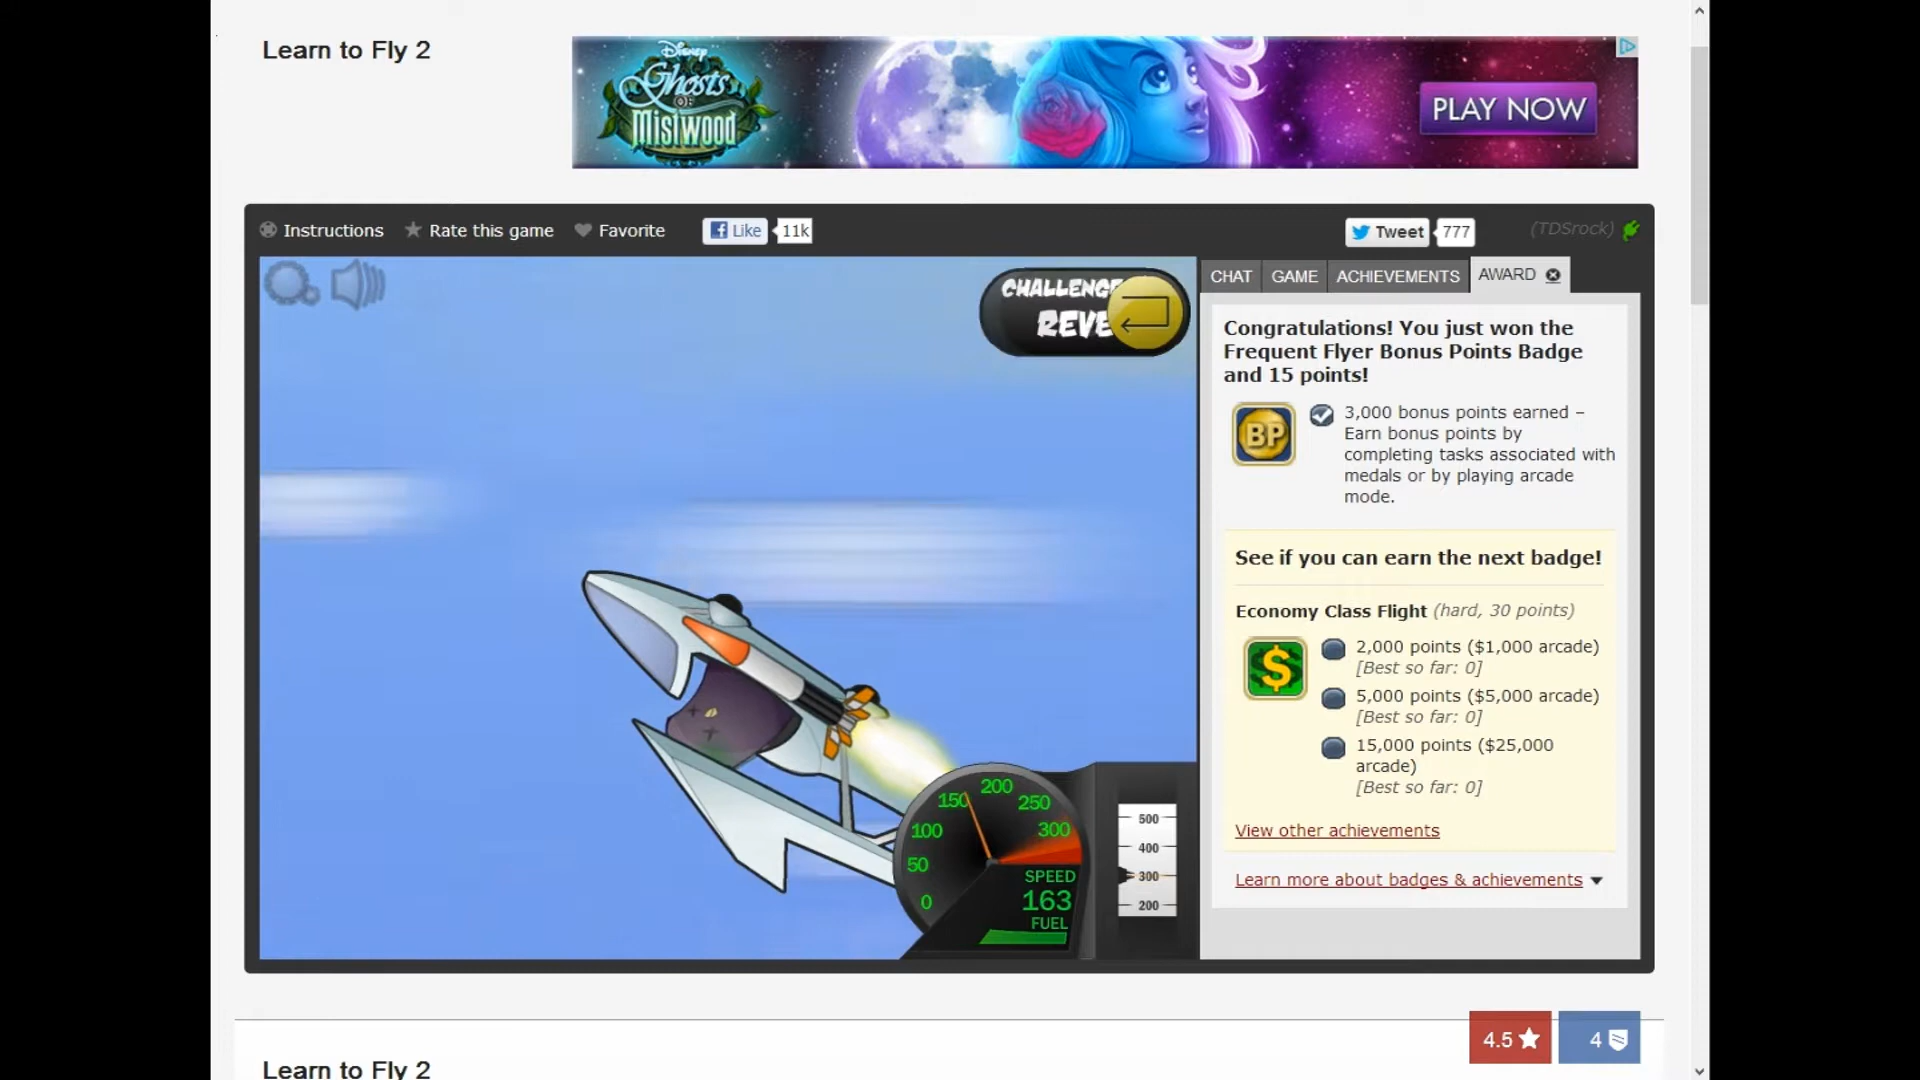 Learn to Fly 2
Disney
Ghosts
OF
Mistwood
PLAY NOW
Instructions
Rate this game
Favorite
Like
11k
Tweet
777
(TDSrock)
CHALLENGE
REVE
CHAT
GAME
ACHIEVEMENTS
AWARD
Congratulations! You just won the
Frequent Flyer Bonus Points Badge
and 15 points!
BP
3,000 bonus points earned –
Earn bonus points by
completing tasks associated with
medals or by playing arcade
mode.
See if you can earn the next badge!
Economy Class Flight (hard, 30 points)
$
2,000 points ($1,000 arcade)
[Best so far: 0]
5,000 points ($5,000 arcade)
[Best so far: 0]
15,000 points ($25,000
arcade)
[Best so far: 0]
View other achievements
Learn more about badges & achievements
0
50
100
150
200
250
300
SPEED
163
FUEL
500
400
300
200
4.5
4
Learn to Fly 2